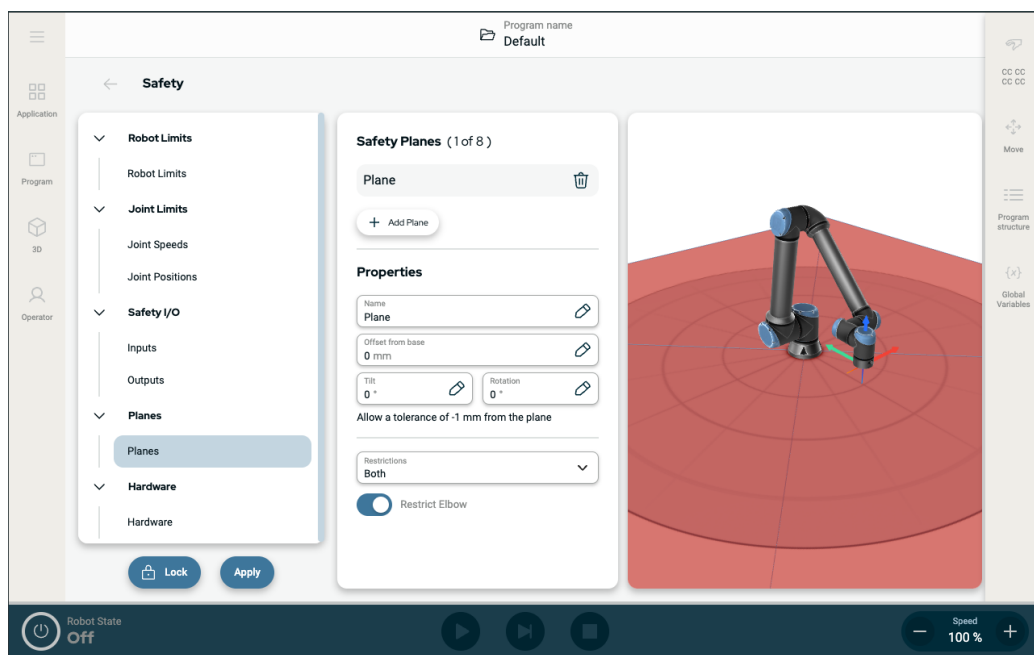 Program name
Default
Application
Program
3D
Operator
Safety
Robot Limits
Robot Limits
Joint Limits
Joint Speeds
Joint Positions
Safety I/O
Inputs
Outputs
Planes
Planes
Hardware
Hardware
Lock
Apply
Safety Planes (1 of 8)
Plane
+ Add Plane
Properties
Name
Plane
Offset from base
0 mm
Tilt
0 °
Rotation
0 °
Allow a tolerance of -1 mm from the plane
Restrictions
Both
Restrict Elbow
CC CC
CC CC
Move
Program
structure
{x}
Global
Variables
Robot State
Off
Speed
100 %